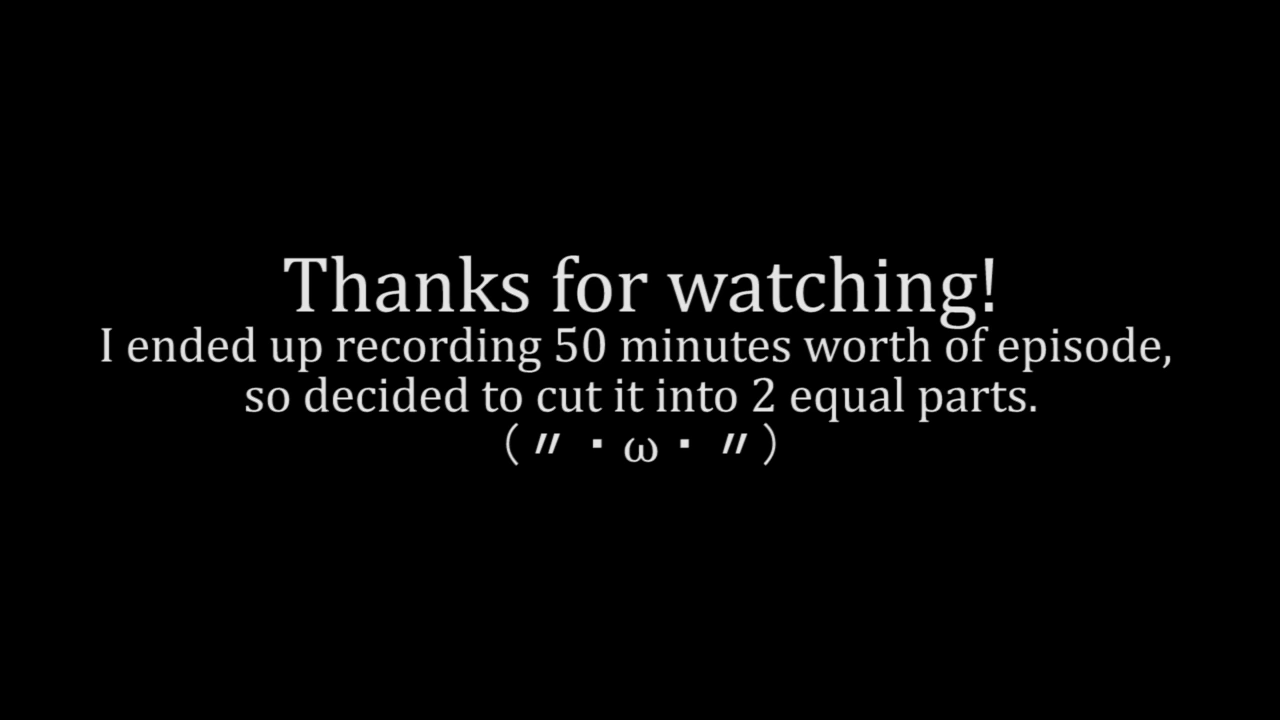 Thanks for watching!
I ended up recording 50 minutes worth of episode,
so decided to cut it into 2 equal parts.
(〃・ω・〃)